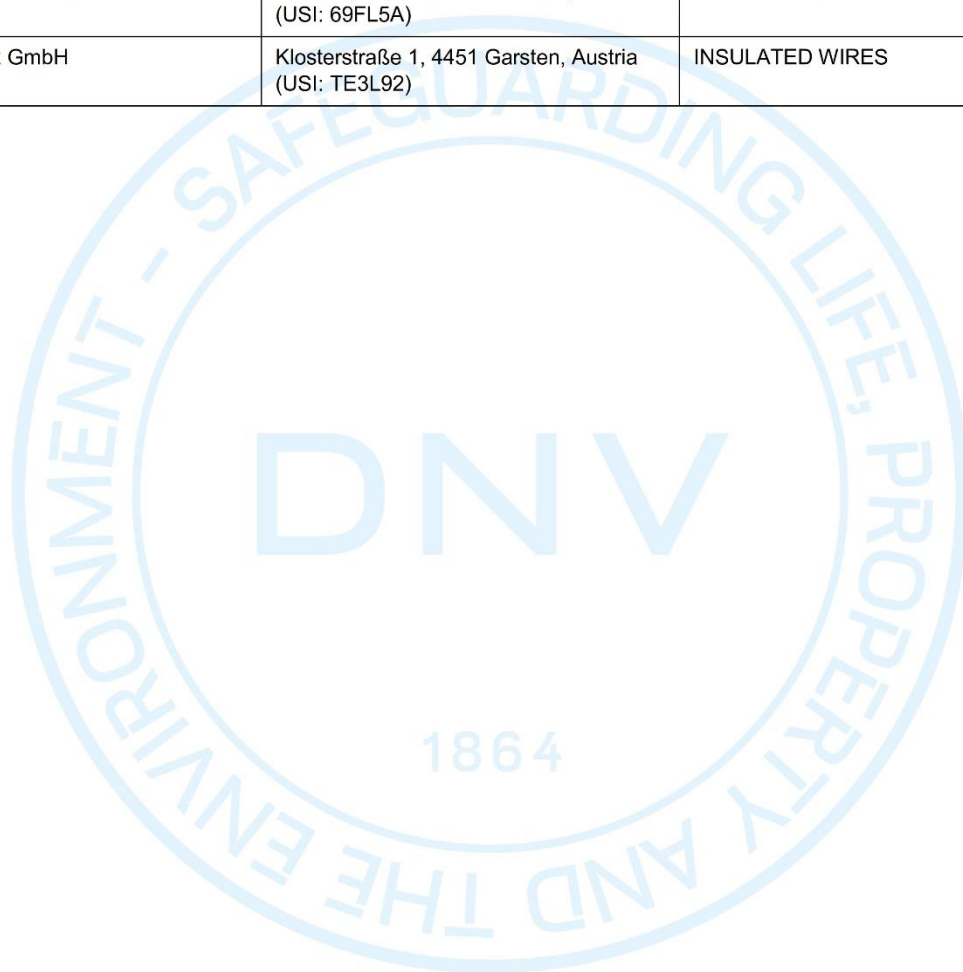 (USI: 69FL5A)
GmbH
Klosterstraße 1, 4451 Garsten, Austria
INSULATED WIRES
(USI: TE3L92)
SAFEGUARDING LIFE, PROPERTY AND THE ENVIRONMENT -
DNV
1864